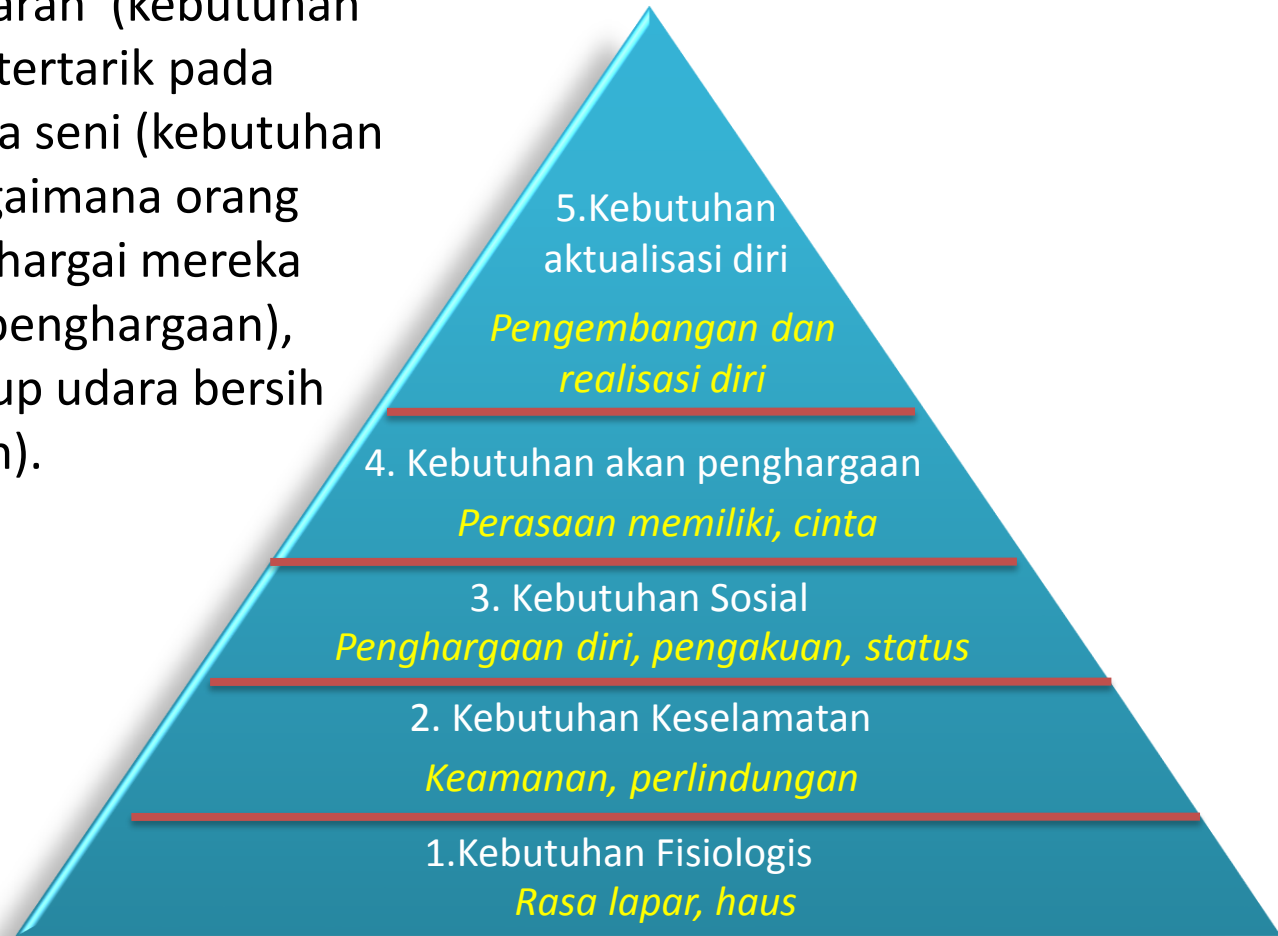 (kebutuhan
tertarik pada
a seni (kebutuhan
gaimana orang
hargai mereka
penghargaan),
up udara bersih
n).
5.Kebutuhan
aktualisasi diri
Pengembangan dan
realisasi diri
4. Kebutuhan akan penghargaan
Perasaan memiliki, cinta
3. Kebutuhan Sosial
Penghargaan diri, pengakuan, status
2. Kebutuhan Keselamatan
Keamanan, perlindungan
1.Kebutuhan Fisiologis
Rasa lapar, haus